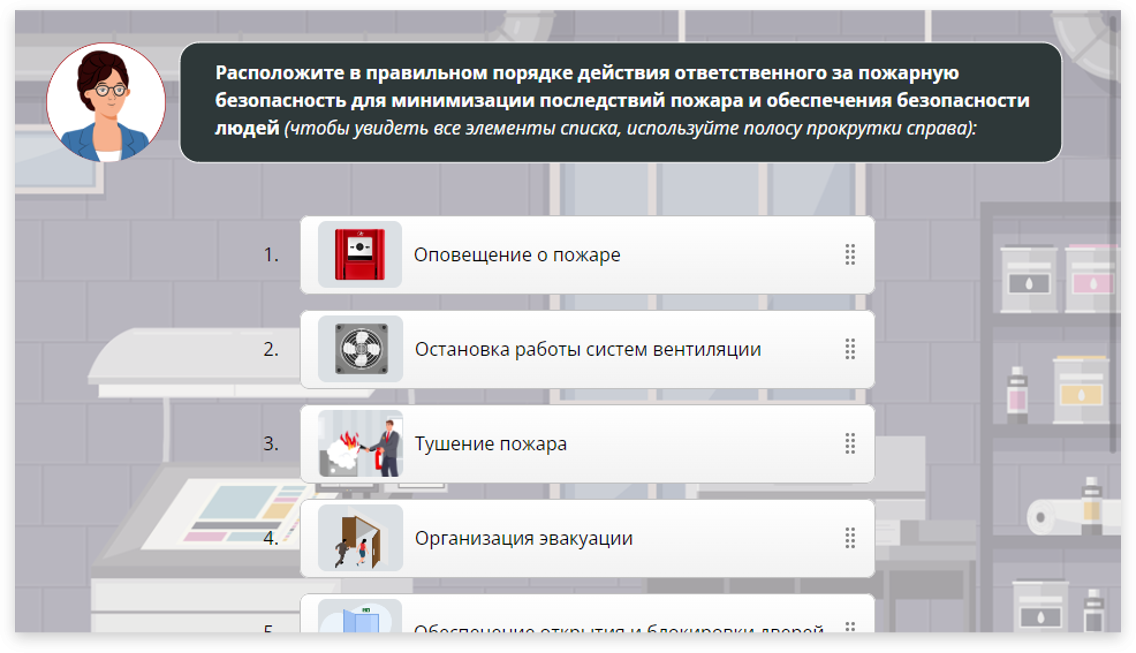 Расположите в правильном порядке действия ответственного за пожарную
безопасность для минимизации последствий пожара и обеспечения безопасности
людей (чтобы увидеть все элементы списка, используйте полосу прокрутки справа):
1. Оповещение о пожаре
2. Остановка работы систем вентиляции
3. Тушение пожара
4. Организация эвакуации
5. Обеспечение открытия и блокировки дверей